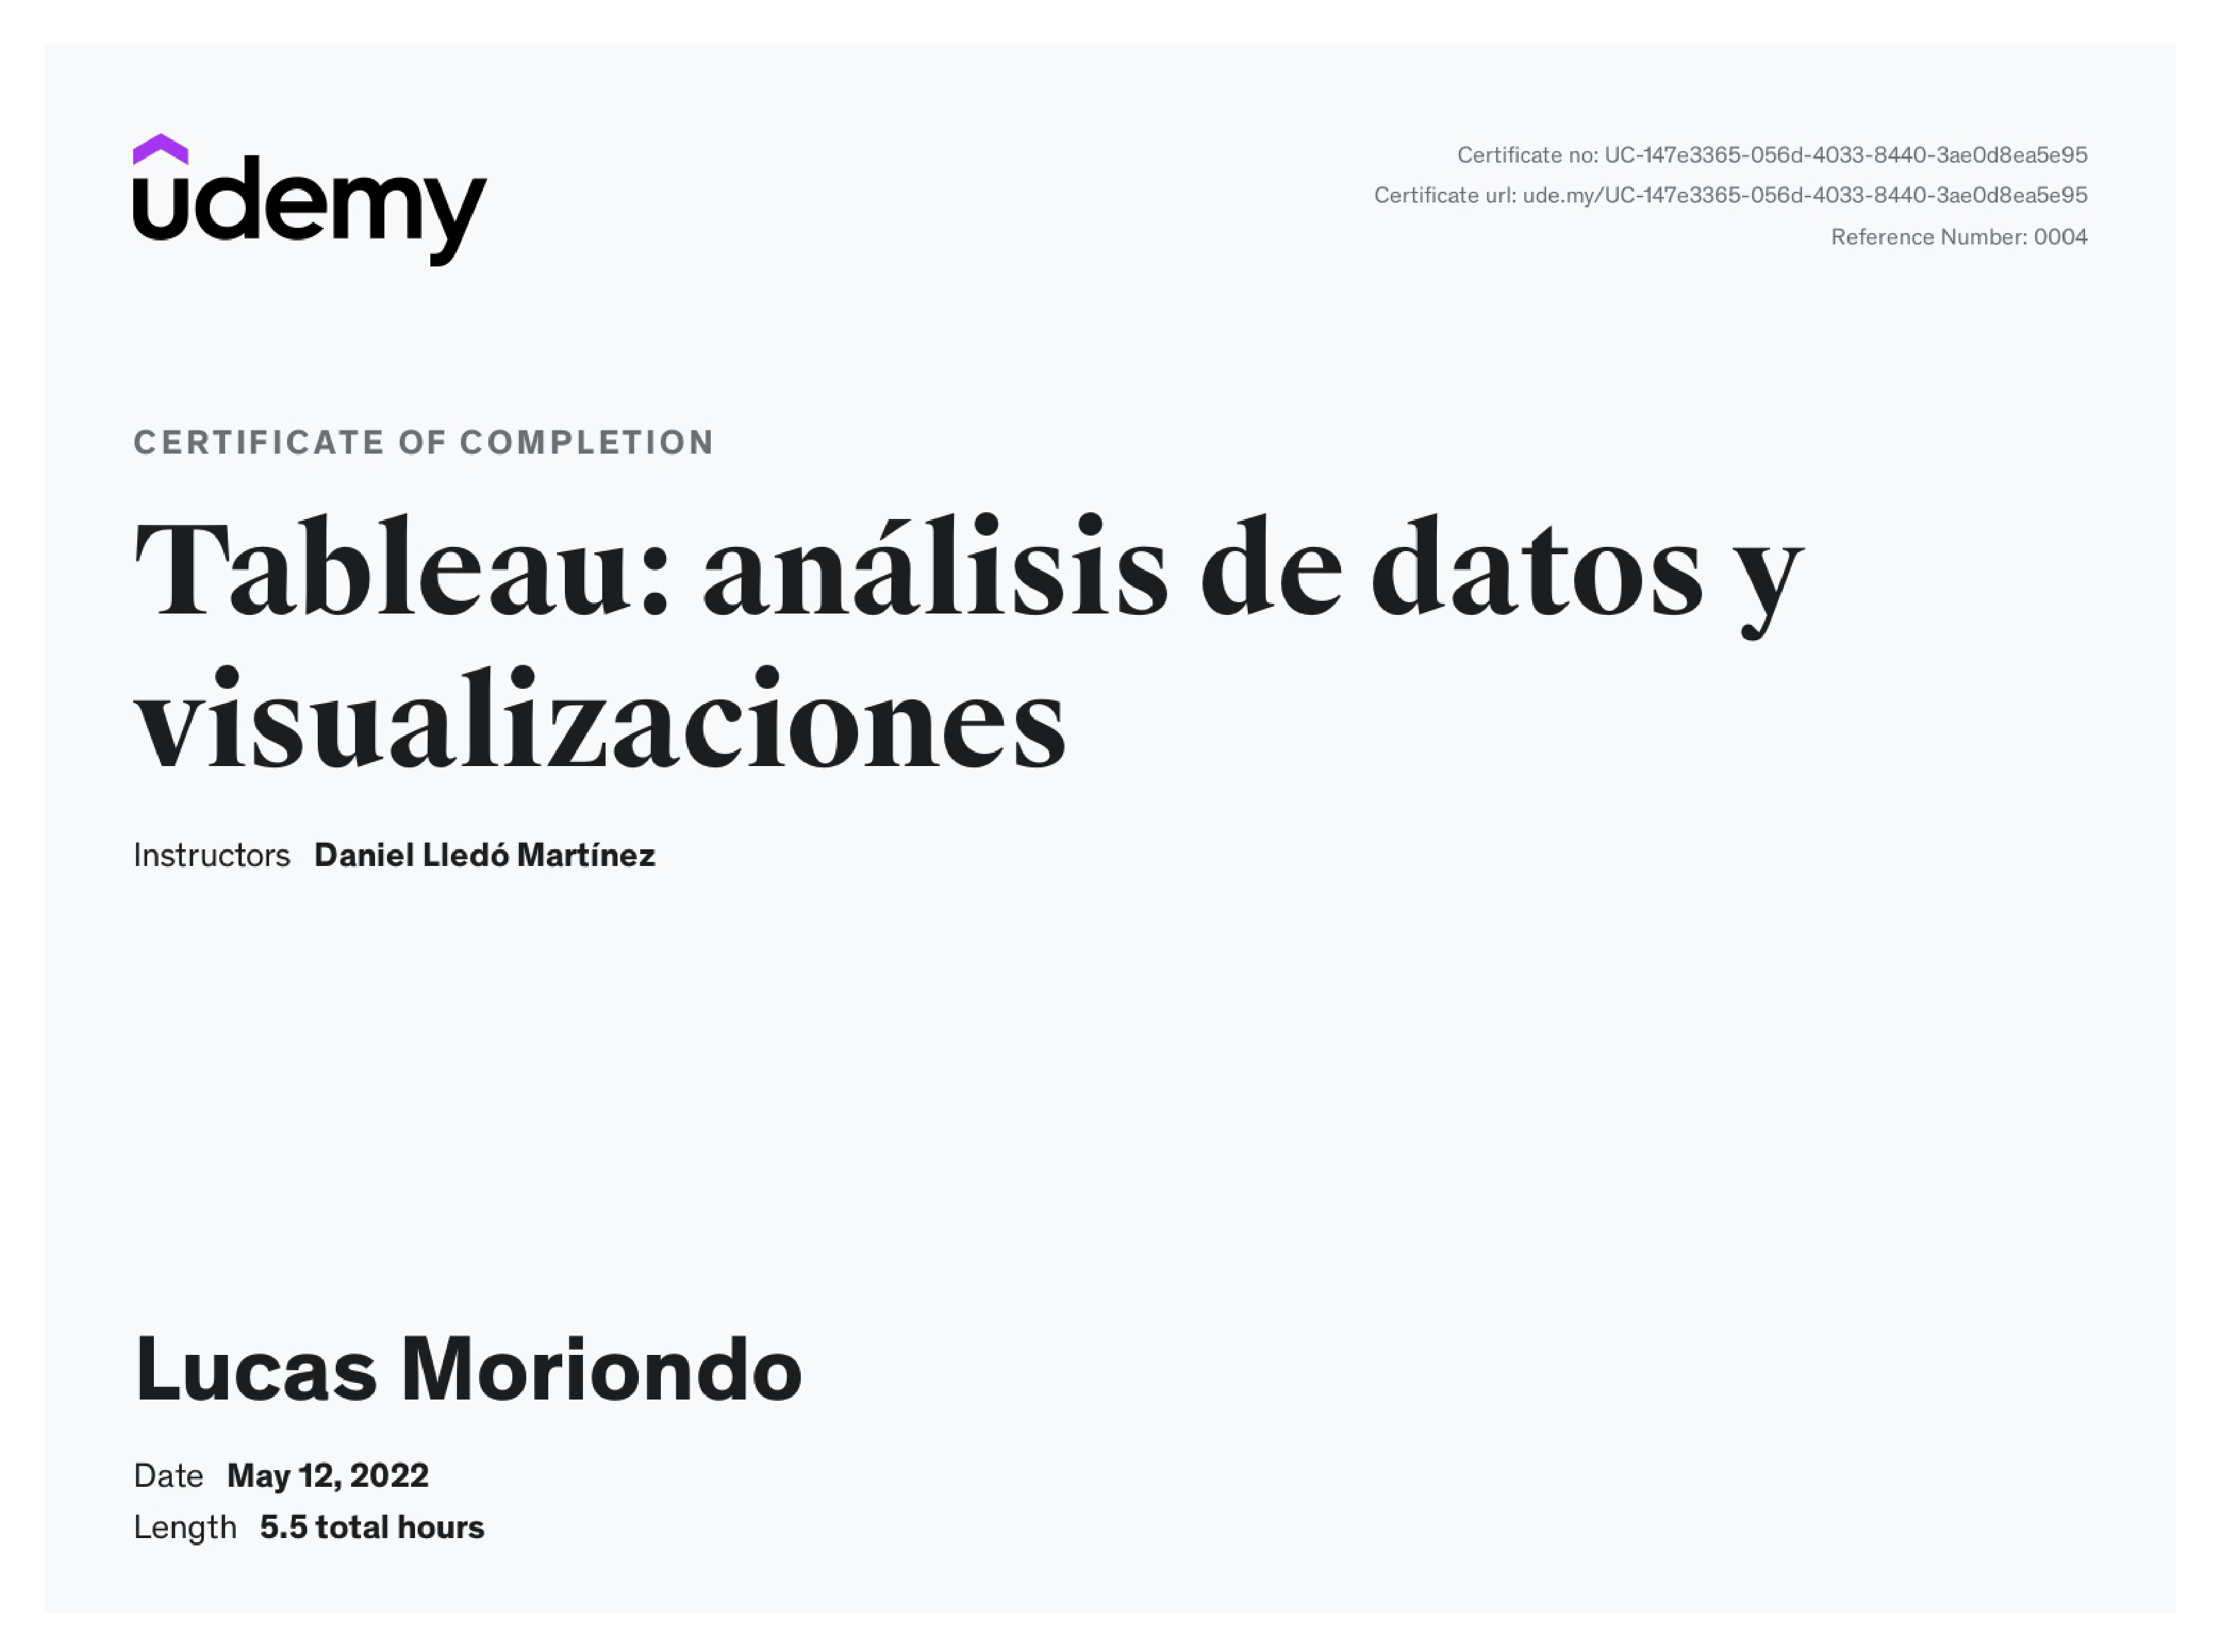 udemy
Certificate no: UC-147e3365-056d-4033-8440-3ae0d8ea5e95
Certificate url: ude.my/UC-147e3365-056d-4033-8440-3ae0d8ea5e95
Reference Number: 0004
CERTIFICATE OF COMPLETION
Tableau: análisis de datos y
visualizaciones
Instructors Daniel Lledó Martínez
Lucas Moriondo
Date May 12, 2022
Length 5.5 total hours